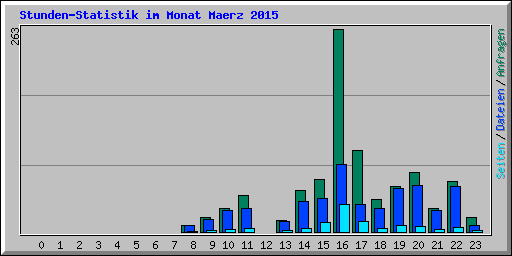 Stunden-Statistik im Monat Maerz 2015
263
Seiten / Dateien / Anfragen
0 1 2 3 4 5 6 7 8 9 10 11 12 13 14 15 16 17 18 19 20 21 22 23